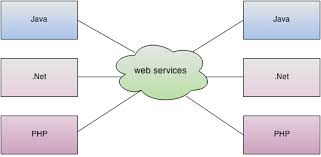 Java
Java
.Net
web services
.Net
PHP
PHP